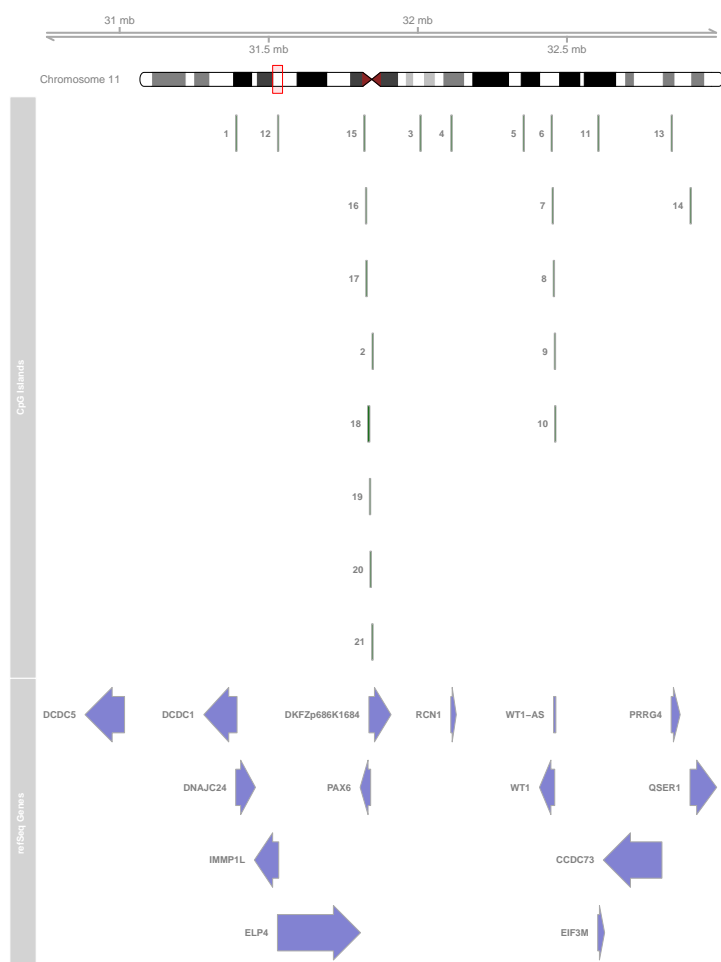 31 mb 32 mb
31.5 mb 32.5 mb
Chromosome 11
CpG Islands
1 12 15 3 4 5 6 11 13
16 7 14
17 8
2 9
18 10
19
20
21
refSeq Genes
DCDC5 DCDC1 DKFZp686K1684 RCN1 WT1−AS PRRG4
DNAJC24 PAX6 WT1 QSER1
IMMP1L CCDC73
ELP4 EIF3M